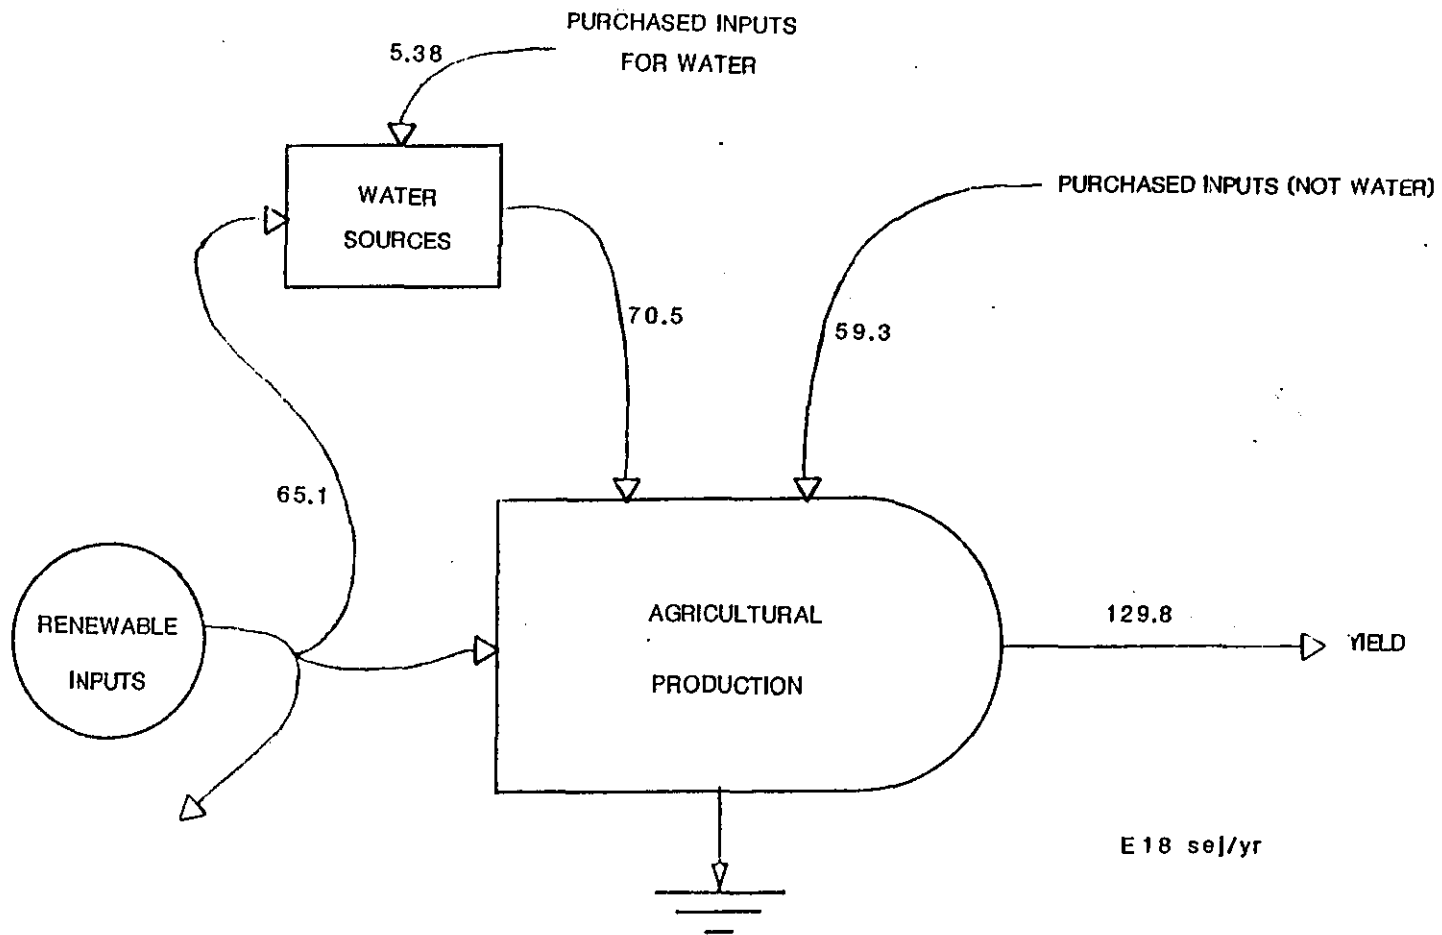 PURCHASED INPUTS
FOR WATER
5.38
WATER
SOURCES
PURCHASED INPUTS (NOT WATER)
70.5
59.3
65.1
RENEWABLE
INPUTS
AGRICULTURAL
PRODUCTION
129.8
YIELD
E18 sej/yr